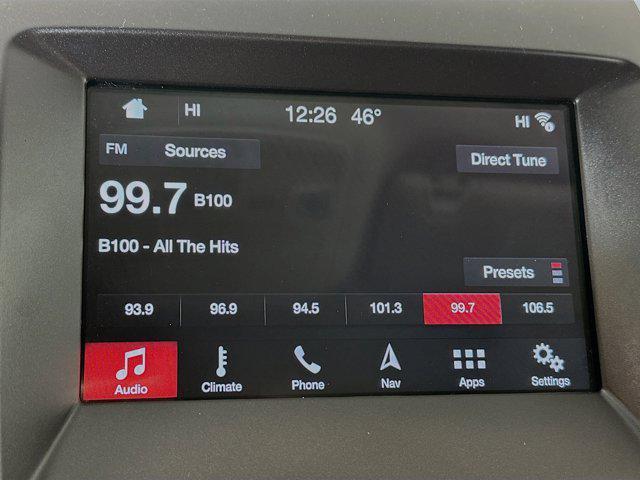 HI 12:26 46° HI
FM Sources
Direct Tune
99.7 B100
B100 - All The Hits
Presets
93.9 96.9 94.5 101.3 99.7 106.5
Audio Climate Phone Nav Apps Settings